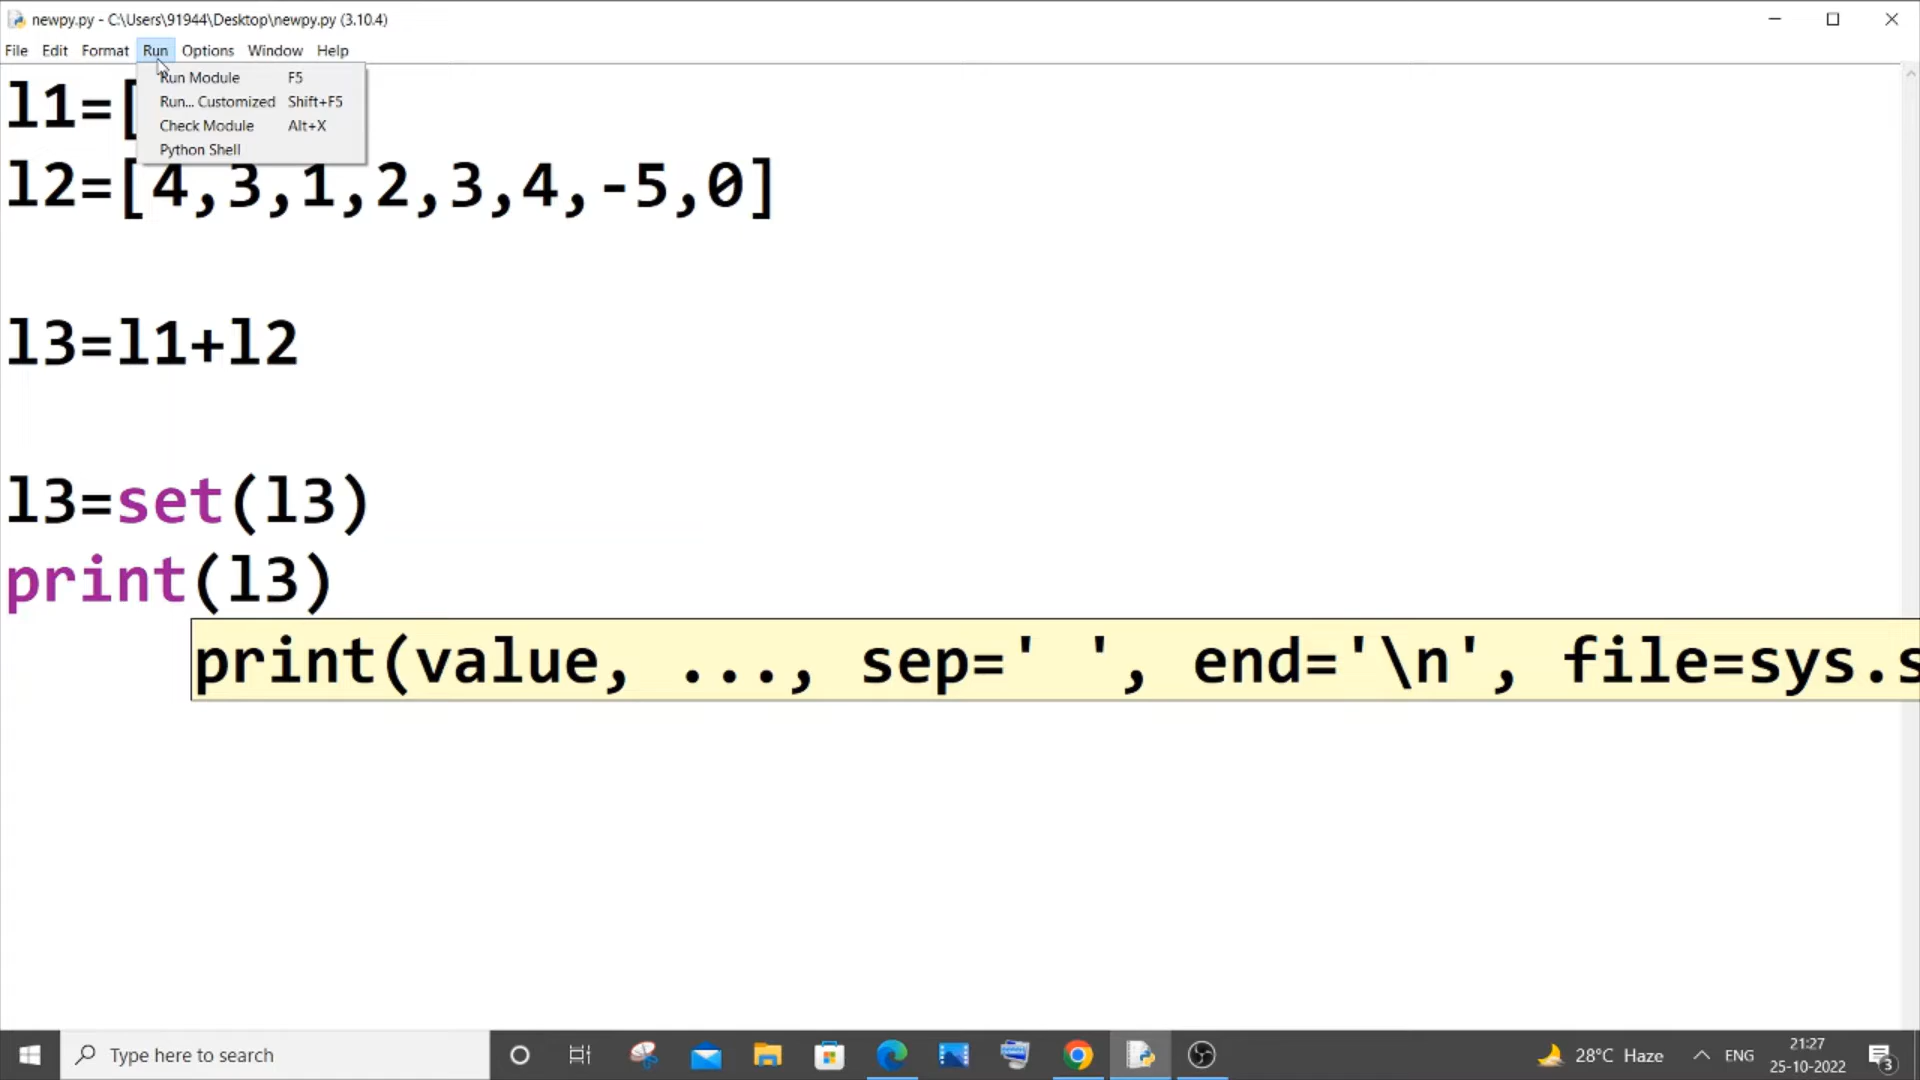 newpy.py - C:\Users\91944\Desktop\newpy.py (3.10.4)
File Edit Format Run Options Window Help
Run Module F5
Run... Customized Shift+F5
Check Module Alt+X
Python Shell
l1=[
l2=[4,3,1,2,3,4,-5,0]
l3=l1+l2
l3=set(l3)
print(l3)
print(value, ..., sep=' ', end='\n', file=sys.s
Type here to search
28°C Haze
ENG
21:27
25-10-2022
3